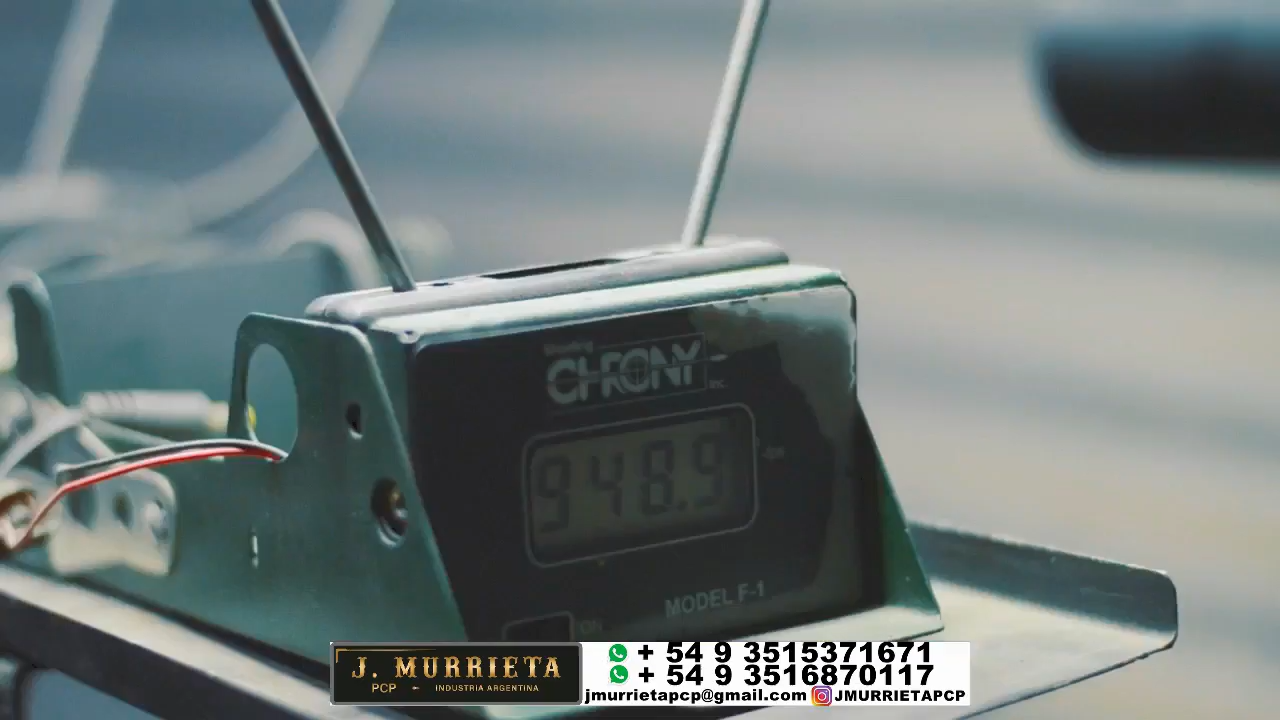 Shooting
CHRONY
INC.
948.9
MODEL F-1
ON
J. MURRIETA
PCP - INDUSTRIA ARGENTINA
+ 54 9 3515371671
+ 54 9 3516870117
jmurrietapcp@gmail.com JMURRIETAPCP